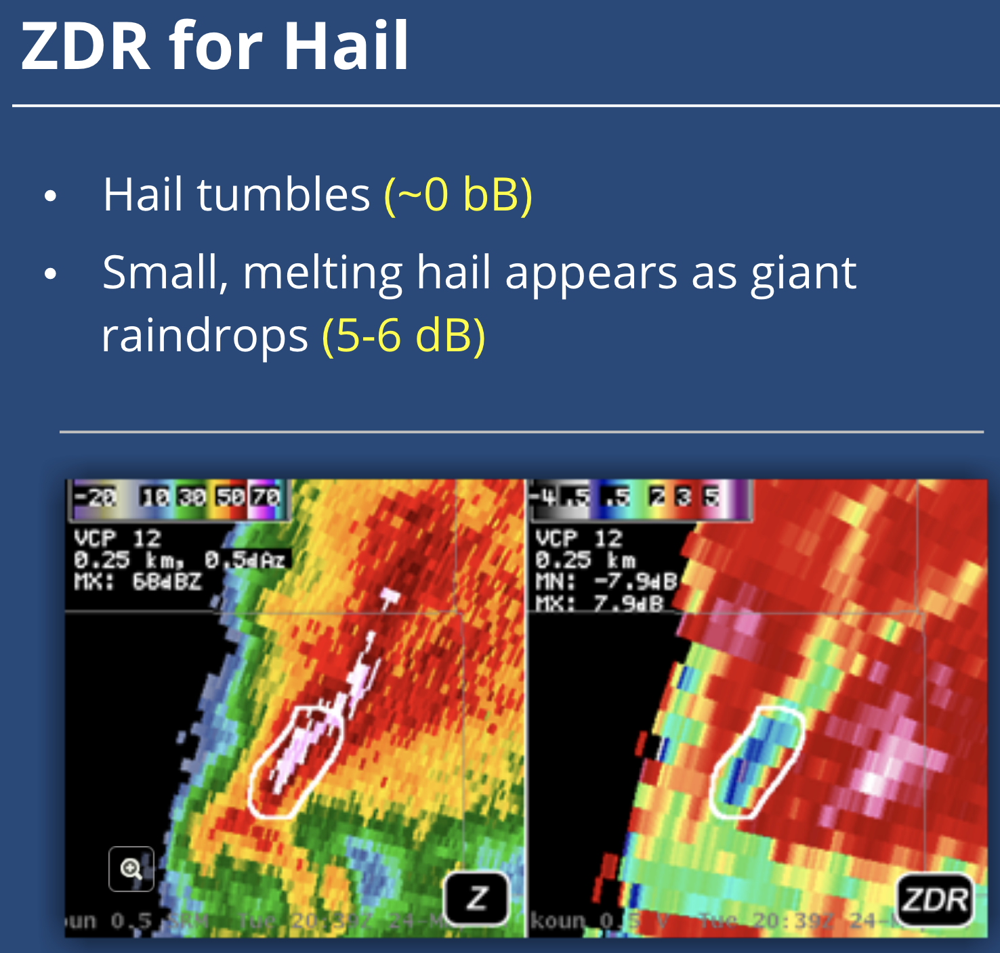 ZDR for Hail
• Hail tumbles (~0 bB)
• Small, melting hail appears as giant
raindrops (5-6 dB)
-20 10 30 50 70
VCP 12
0.25 km, 0.5dAz
MX: 68dBZ
-4 .5 .5 2 3 5
VCP 12
0.25 km
MN: -7.9dB
MX: 7.9dB
Z
oun 0.5 SRM Tue 20:39Z 24-M
ZDR
koun 0.5 V Tue 20:39Z 24-M